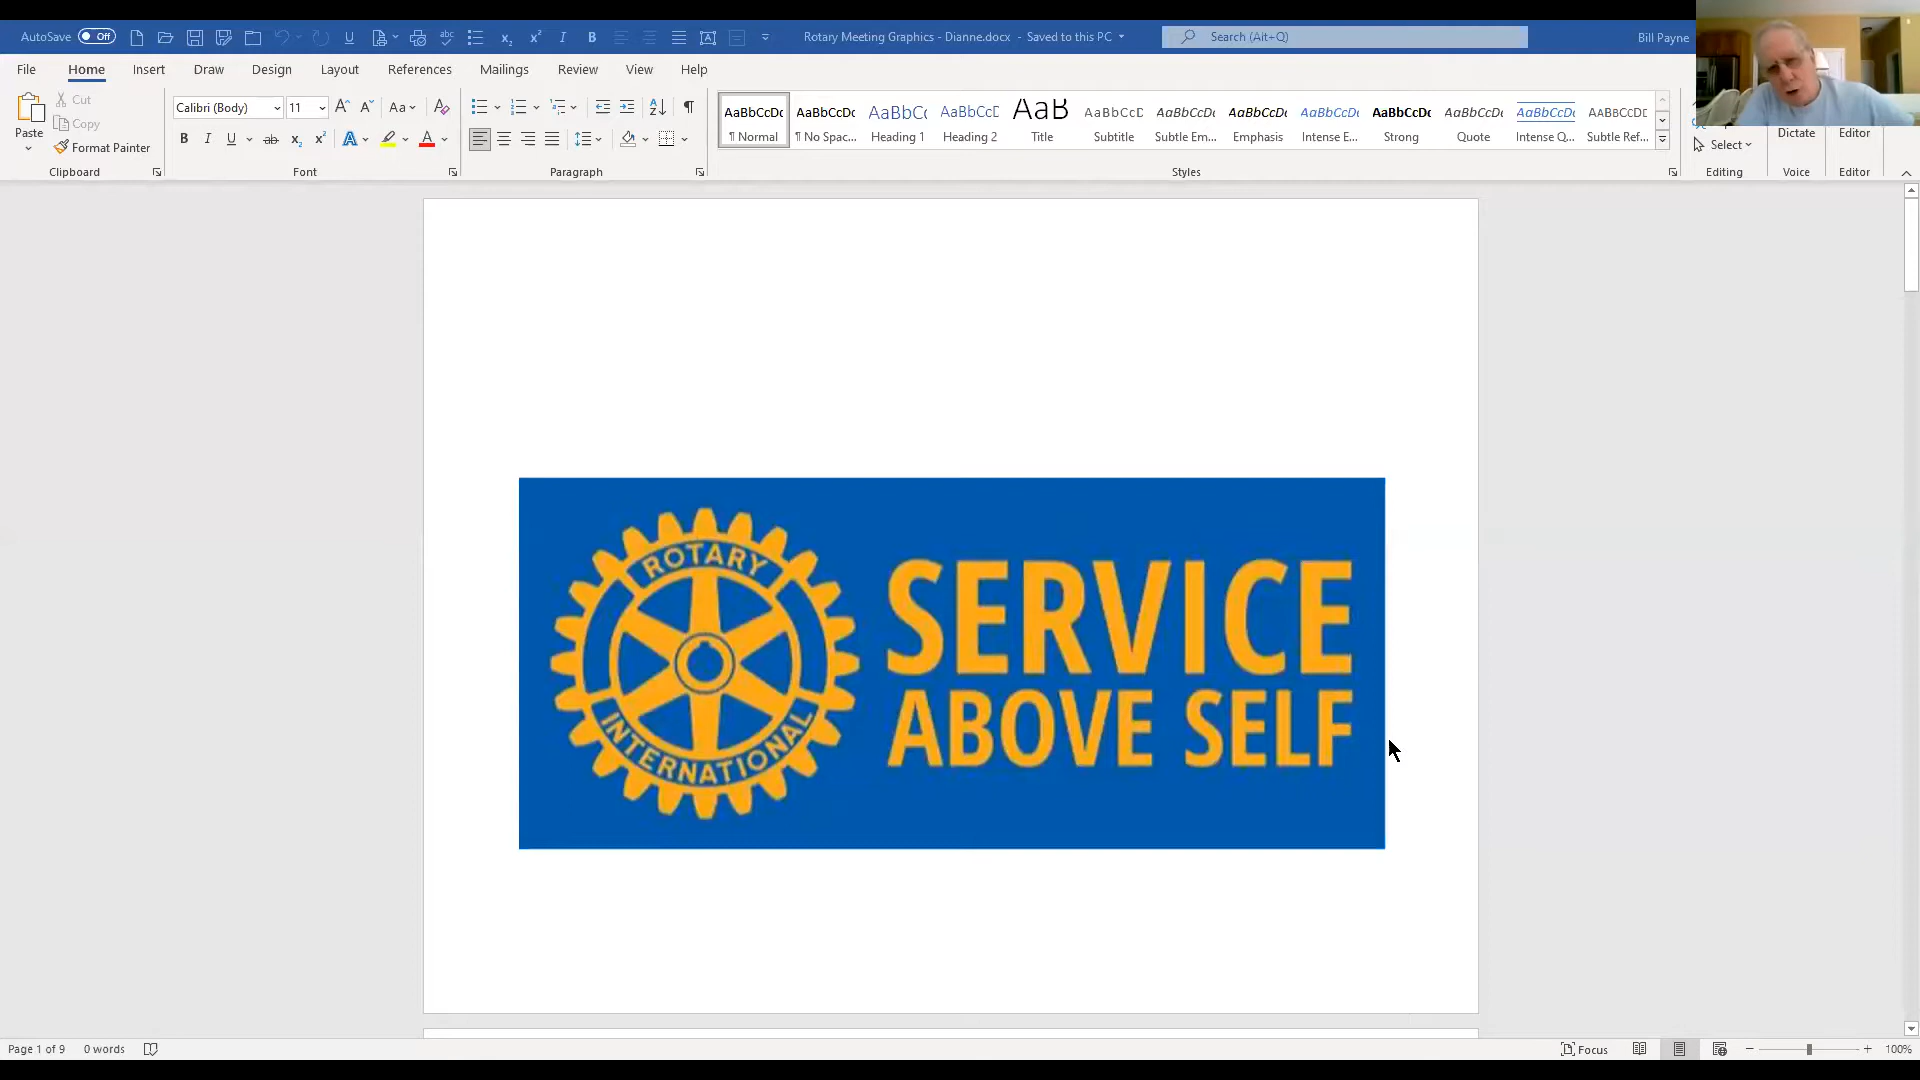 AutoSave Off Rotary Meeting Graphics - Dianne.docx - Saved to this PC Search (Alt+Q) Bill Payne
File Home Insert Draw Design Layout References Mailings Review View Help
Paste
Cut
Copy
Format Painter
Clipboard
Calibri (Body) 11
Font
Paragraph
AaBbCcDc AaBbCcDc AaBbCc AaBbCcD AaB AaBbCcD AaBbCcDc AaBbCcDc AaBbCcDc AaBbCcDc AaBbCcDc AaBbCcDc AaBbCcDc
¶ Normal ¶ No Spac... Heading 1 Heading 2 Title Subtitle Subtle Em... Emphasis Intense E... Strong Quote Intense Q... Subtle Ref...
Styles
Select
Editing
Dictate
Voice
Editor
Editor
ROTARY
INTERNATIONAL
SERVICE
ABOVE SELF
Page 1 of 9 0 words Focus 100%